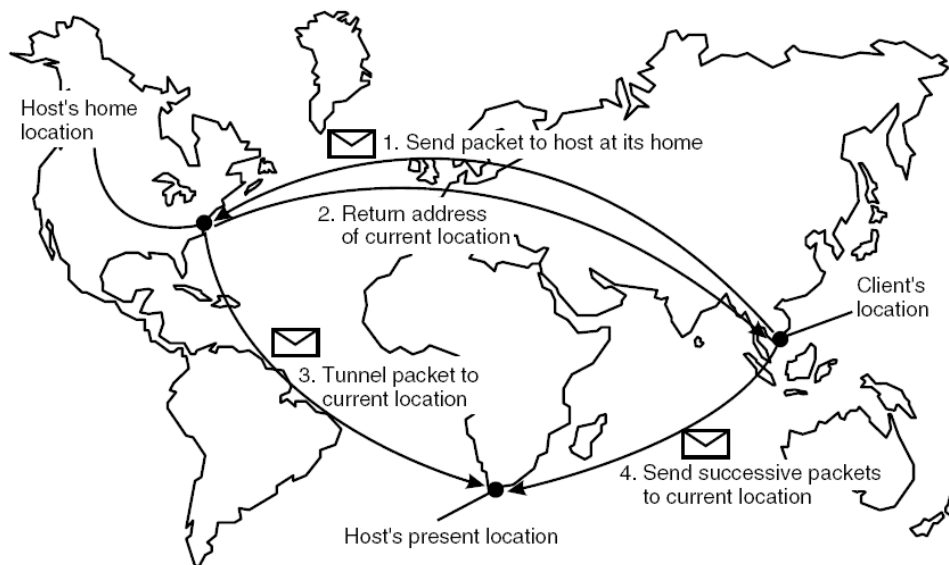 Host's home
location
1. Send packet to host at its home
2. Return address
of current location
Client's
location
3. Tunnel packet to
current location
4. Send successive packets
to current location
Host's present location